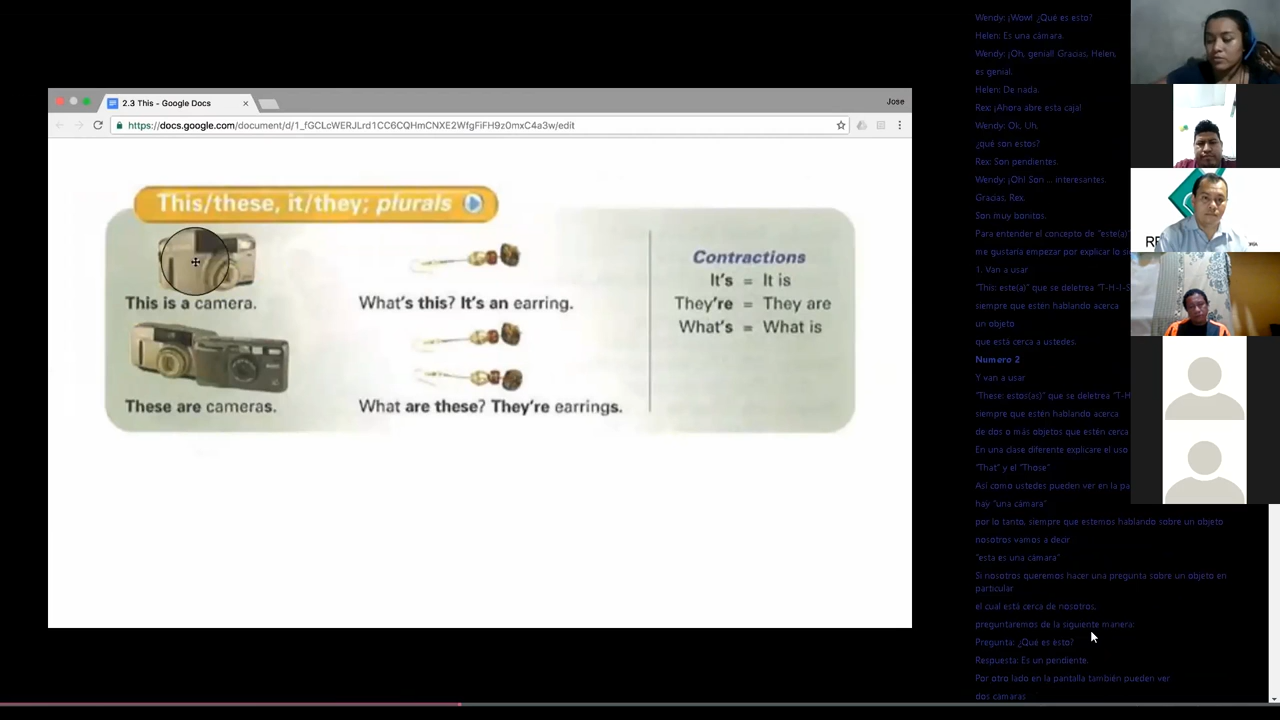 2.3 This - Google Docs
Jose
https://docs.google.com/document/d/1_fGCLcWERJLrd1CC6CQHmCNXE2WfgFiFH9z0mxC4a3w/edit
This/these, it/they; plurals
This is a camera.
What's this? It's an earring.
These are cameras.
What are these? They're earrings.
Contractions
It's = It is
They're = They are
What's = What is
Wendy: ¡Wow! ¿Qué es esto?
Helen: Es una cámara.
Wendy: ¡Oh, genial! Gracias, Helen,
es genial.
Helen: De nada.
Rex: ¡Ahora abre esta caja!
Wendy: Ok, Uh,
¿qué son estos?
Rex: Son pendientes.
Wendy: ¡Oh! Son... interesantes.
Gracias, Rex.
Son muy bonitos.
Para entender el concepto de "este(a)"
me gustaría empezar por explicar lo
1. Van a usar
"This: este(a)" que se deletrea "T-H-I-S
siempre que estén hablando acerca
un objeto
que está cerca a ustedes.
Numero 2
Y van a usar
"These: estos(as)" que se deletrea "T-H
siempre que estén hablando acerca
de dos o más objetos que estén cerca
En una clase diferente explicare el uso
"That" y el "Those"
Así como ustedes pueden ver en la
hay "una cámara"
por lo tanto, siempre que estemos hablando sobre un objeto
nosotros vamos a decir
"esta es una cámara"
Si nosotros queremos hacer una pregunta sobre un objeto en
particular
el cual está cerca de nosotros,
preguntaremos de la siguiente manera:
Pregunta: ¿Qué es esto?
Respuesta: Es un pendiente.
Por otro lado en la pantalla también pueden ver
dos cámaras